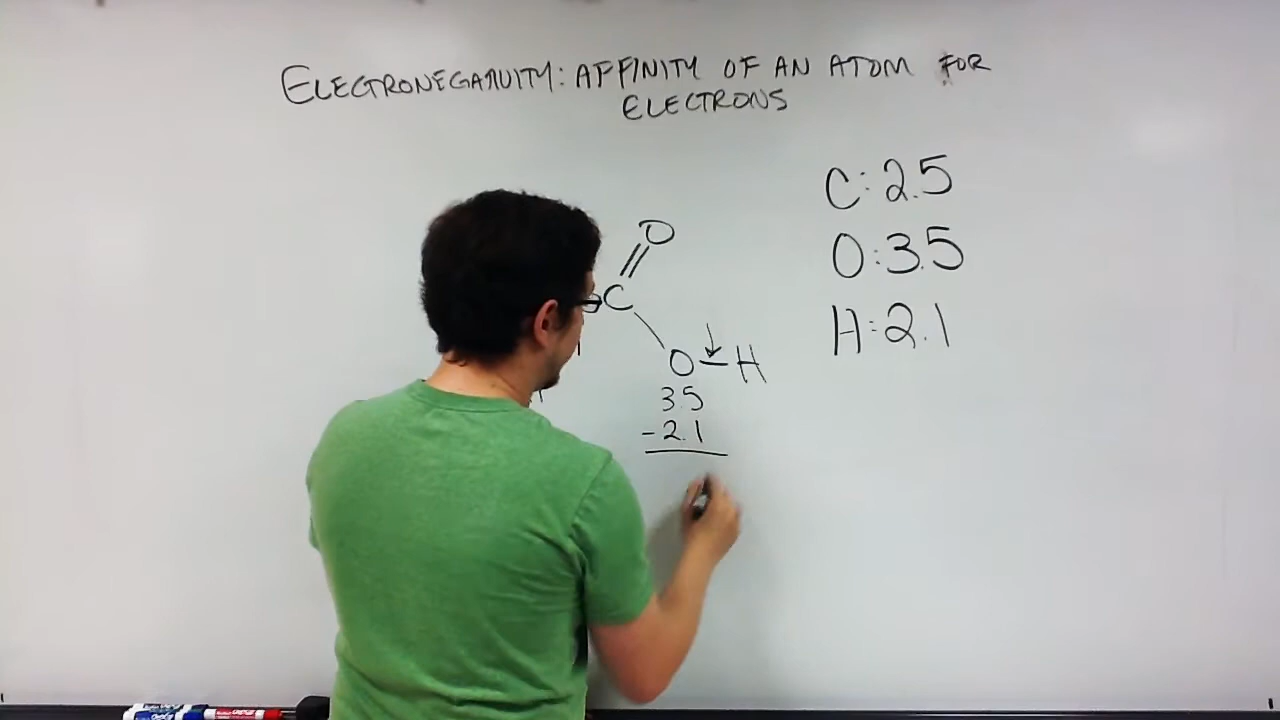 ELECTRONEGATIVITY: AFFINITY OF AN ATOM FOR
ELECTRONS
C: 2.5
O: 3.5
H: 2.1
O
C
O – H
3.5
- 2.1